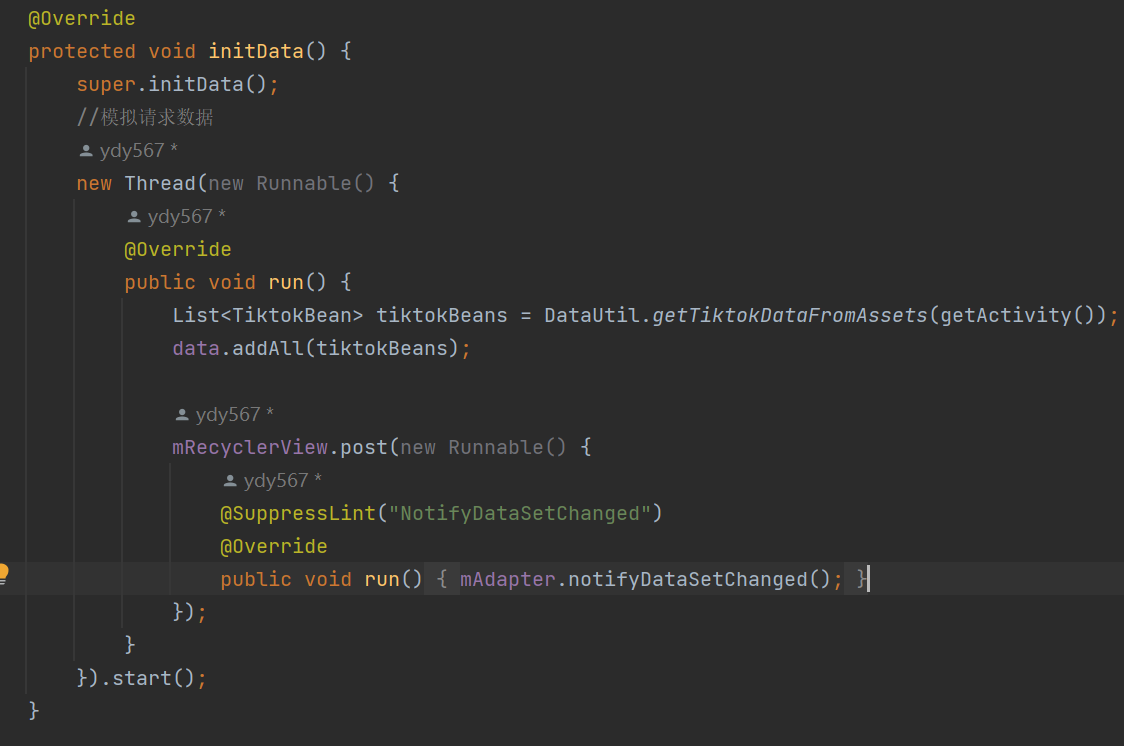 @Override
protected void initData() {
super.initData();
//模拟请求数据
ydy567 *
new Thread(new Runnable() {
ydy567 *
@Override
public void run() {
List<TiktokBean> tiktokBeans = DataUtil.getTiktokDataFromAssets(getActivity());
data.addAll(tiktokBeans);
ydy567 *
mRecyclerView.post(new Runnable() {
ydy567 *
@SuppressLint("NotifyDataSetChanged")
@Override
public void run() { mAdapter.notifyDataSetChanged(); }
});
}
}).start();
}